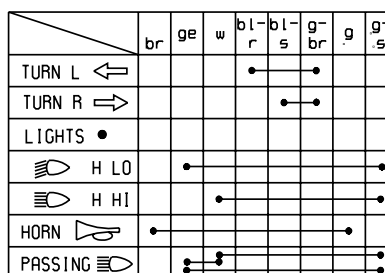 br ge w bl-r bl-s g-br g g-s
TURN L
TURN R
LIGHTS
H LO
H HI
HORN
PASSING